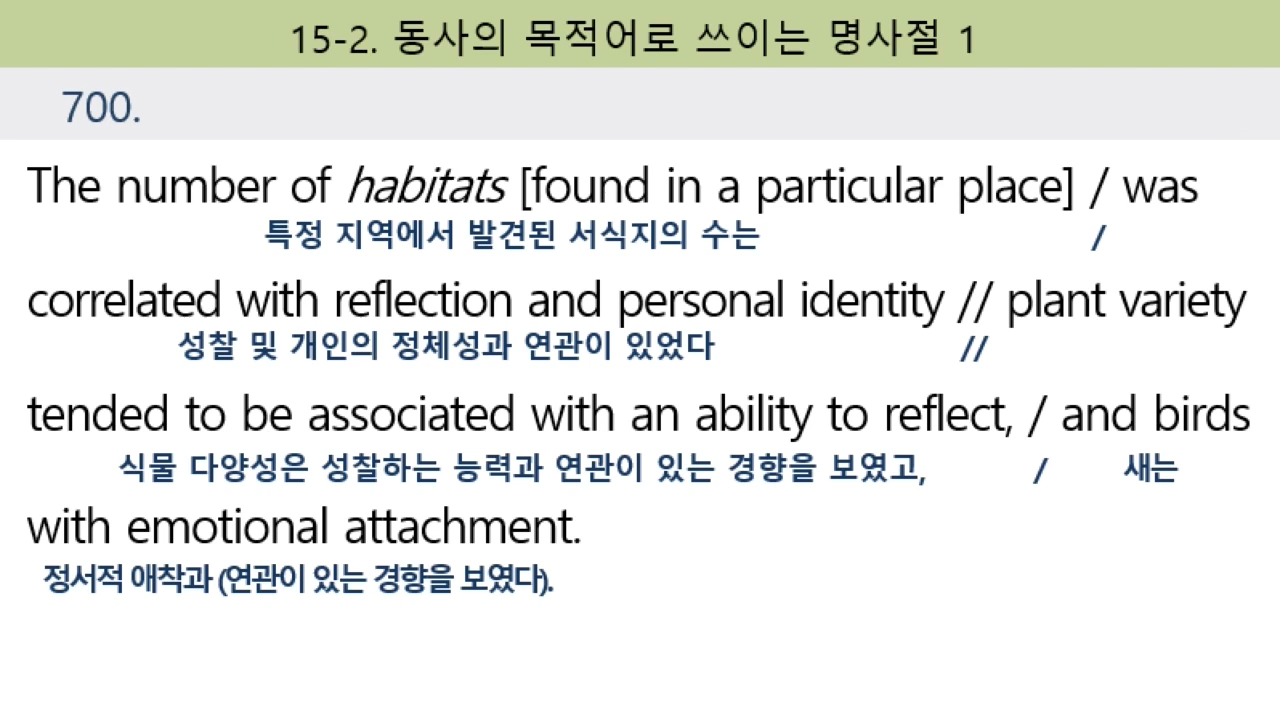 15-2. 동사의 목적어로 쓰이는 명사절 1
700.
The number of habitats [found in a particular place] / was
특정 지역에서 발견된 서식지의 수는 /
correlated with reflection and personal identity // plant variety
성찰 및 개인의 정체성과 연관이 있었다 //
tended to be associated with an ability to reflect, / and birds
식물 다양성은 성찰하는 능력과 연관이 있는 경향을 보였고, / 새는
with emotional attachment.
정서적 애착과 (연관이 있는 경향을 보였다).